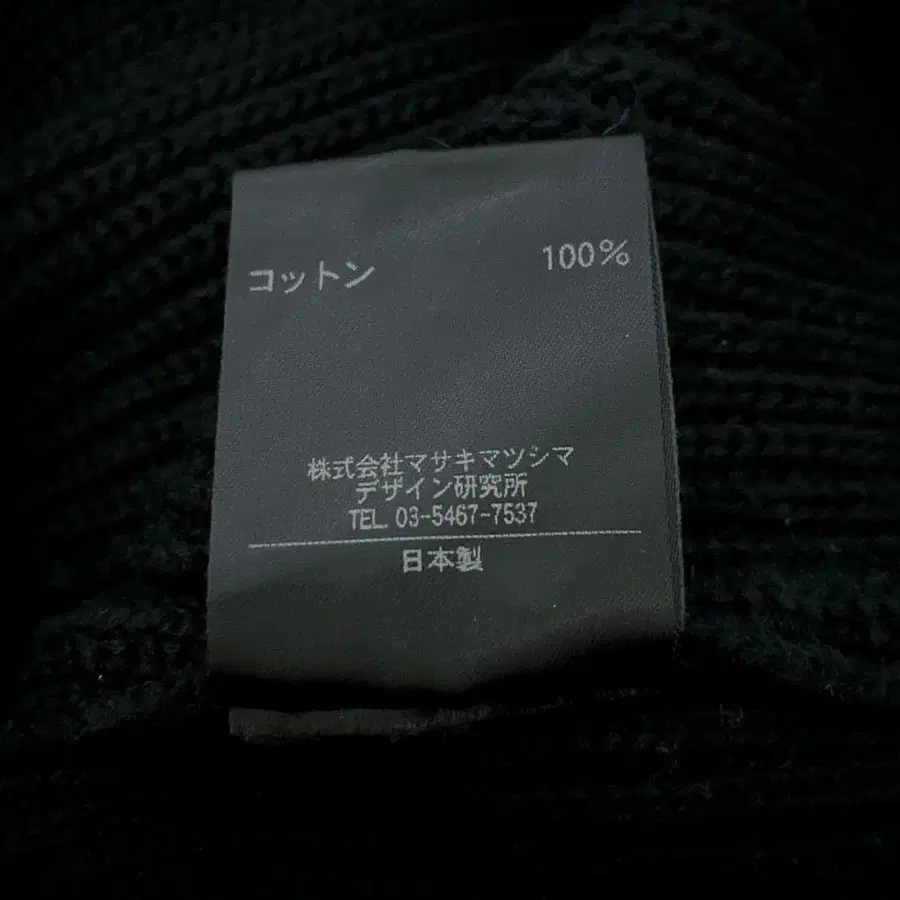 コットン 100%
株式会社マサキマツシマ
デザイン研究所
TEL. 03-5467-7537
日本製